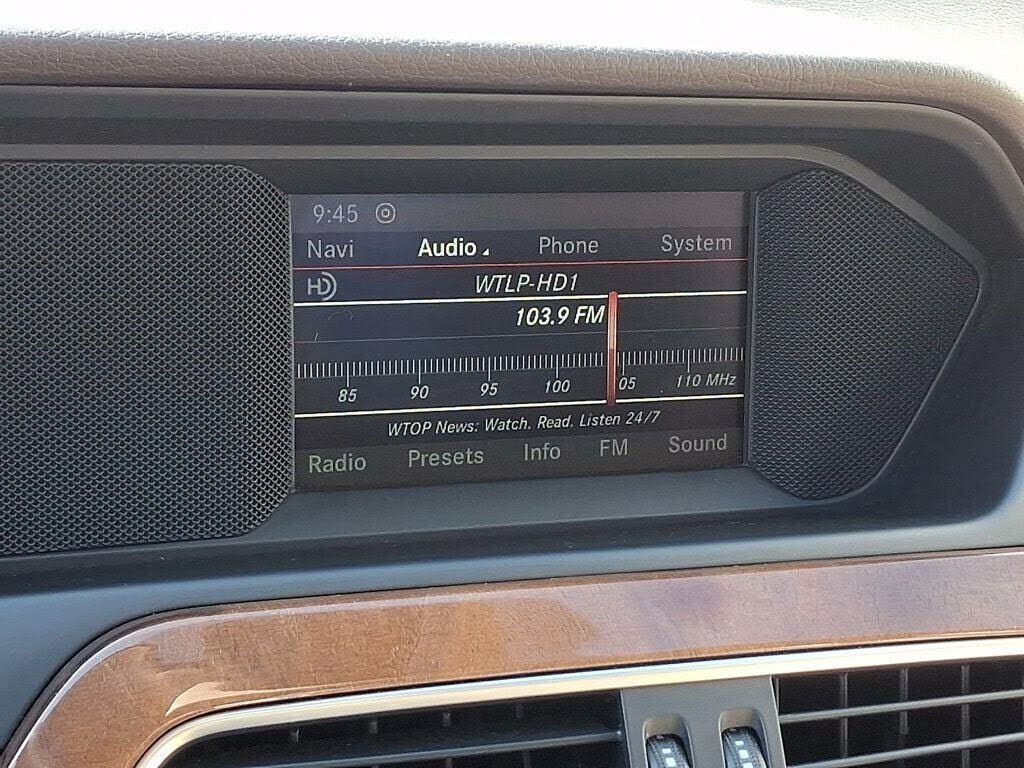 9:45
Navi Audio Phone System
HD WTLP-HD1
103.9 FM
85 90 95 100 05 110 MHz
WTOP News: Watch. Read. Listen 24/7
Radio Presets Info FM Sound